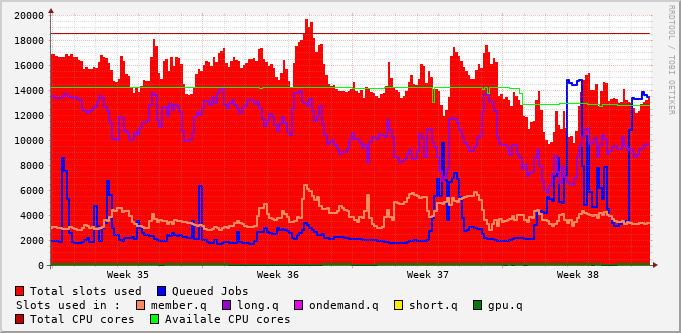 RRDTOOL / TOBI OETIKER
20000
18000
16000
14000
12000
10000
8000
6000
4000
2000
0
Week 35 Week 36 Week 37 Week 38
Total slots used Queued Jobs
Slots used in : member.q long.q ondemand.q short.q gpu.q
Total CPU cores Availale CPU cores